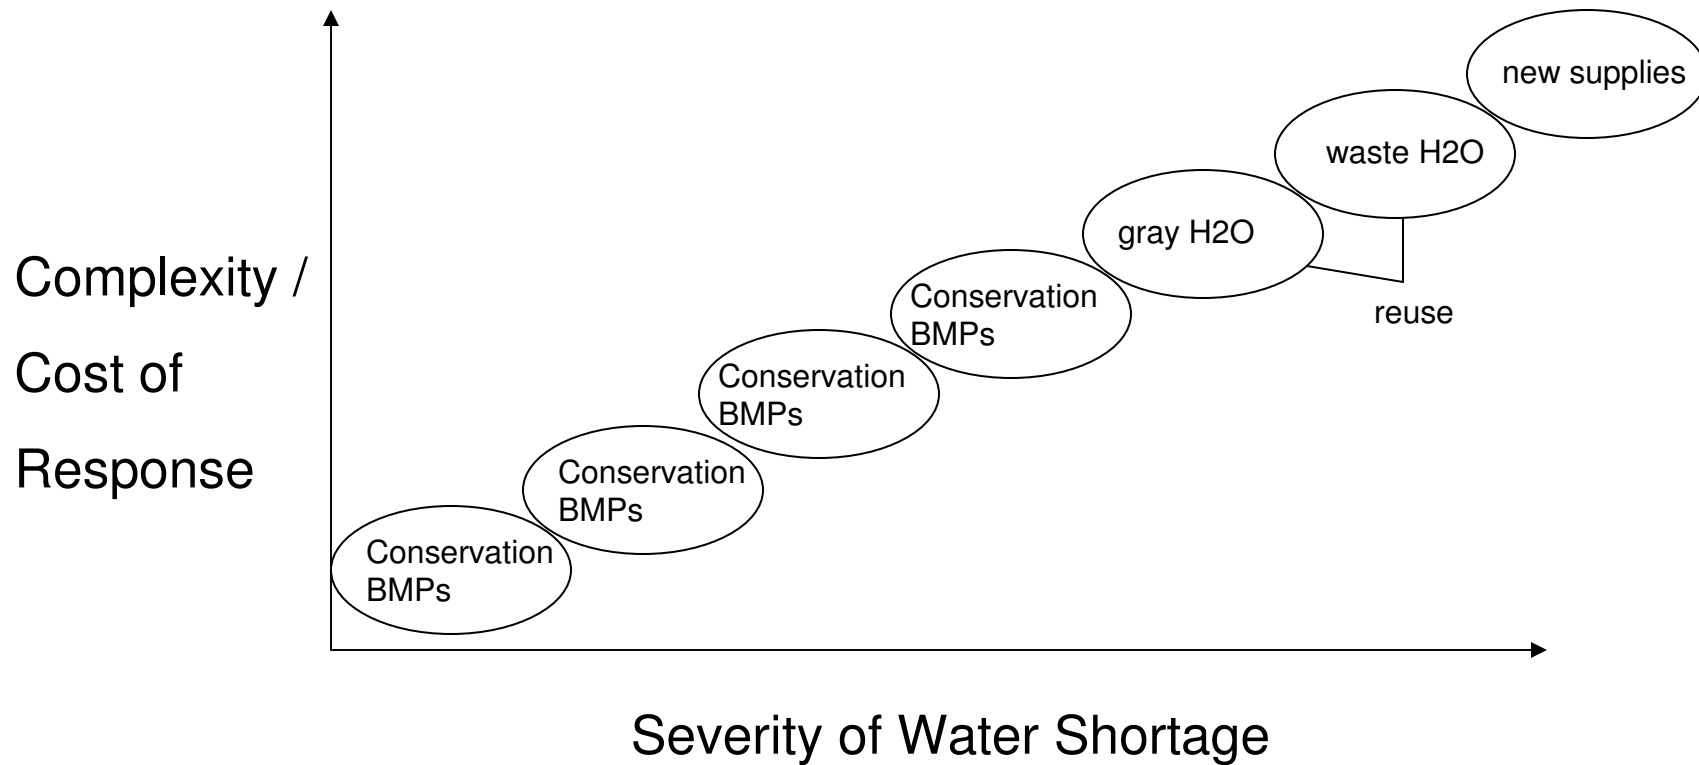 new supplies
waste H2O
gray H2O
reuse
Conservation
BMPs
Conservation
BMPs
Conservation
BMPs
Conservation
BMPs
Complexity /
Cost of
Response
Severity of Water Shortage